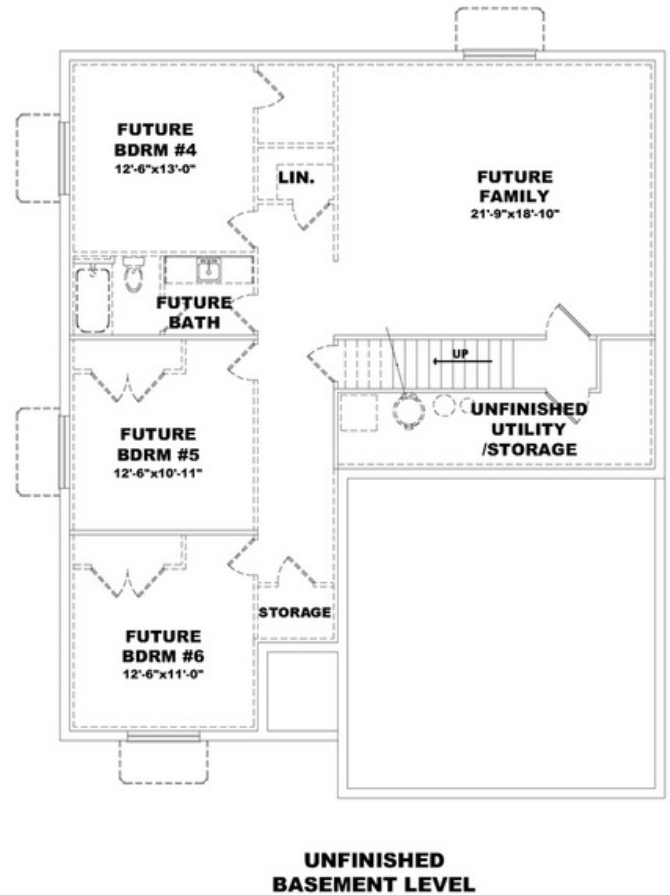 FUTURE
BDRM #4
12'-6"x13'-0"
LIN.
FUTURE
FAMILY
21'-9"x18'-10"
FUTURE
BATH
UP
FUTURE
BDRM #5
12'-6"x10'-11"
UNFINISHED
UTILITY
/STORAGE
FUTURE
BDRM #6
12'-6"x11'-0"
STORAGE
UNFINISHED
BASEMENT LEVEL